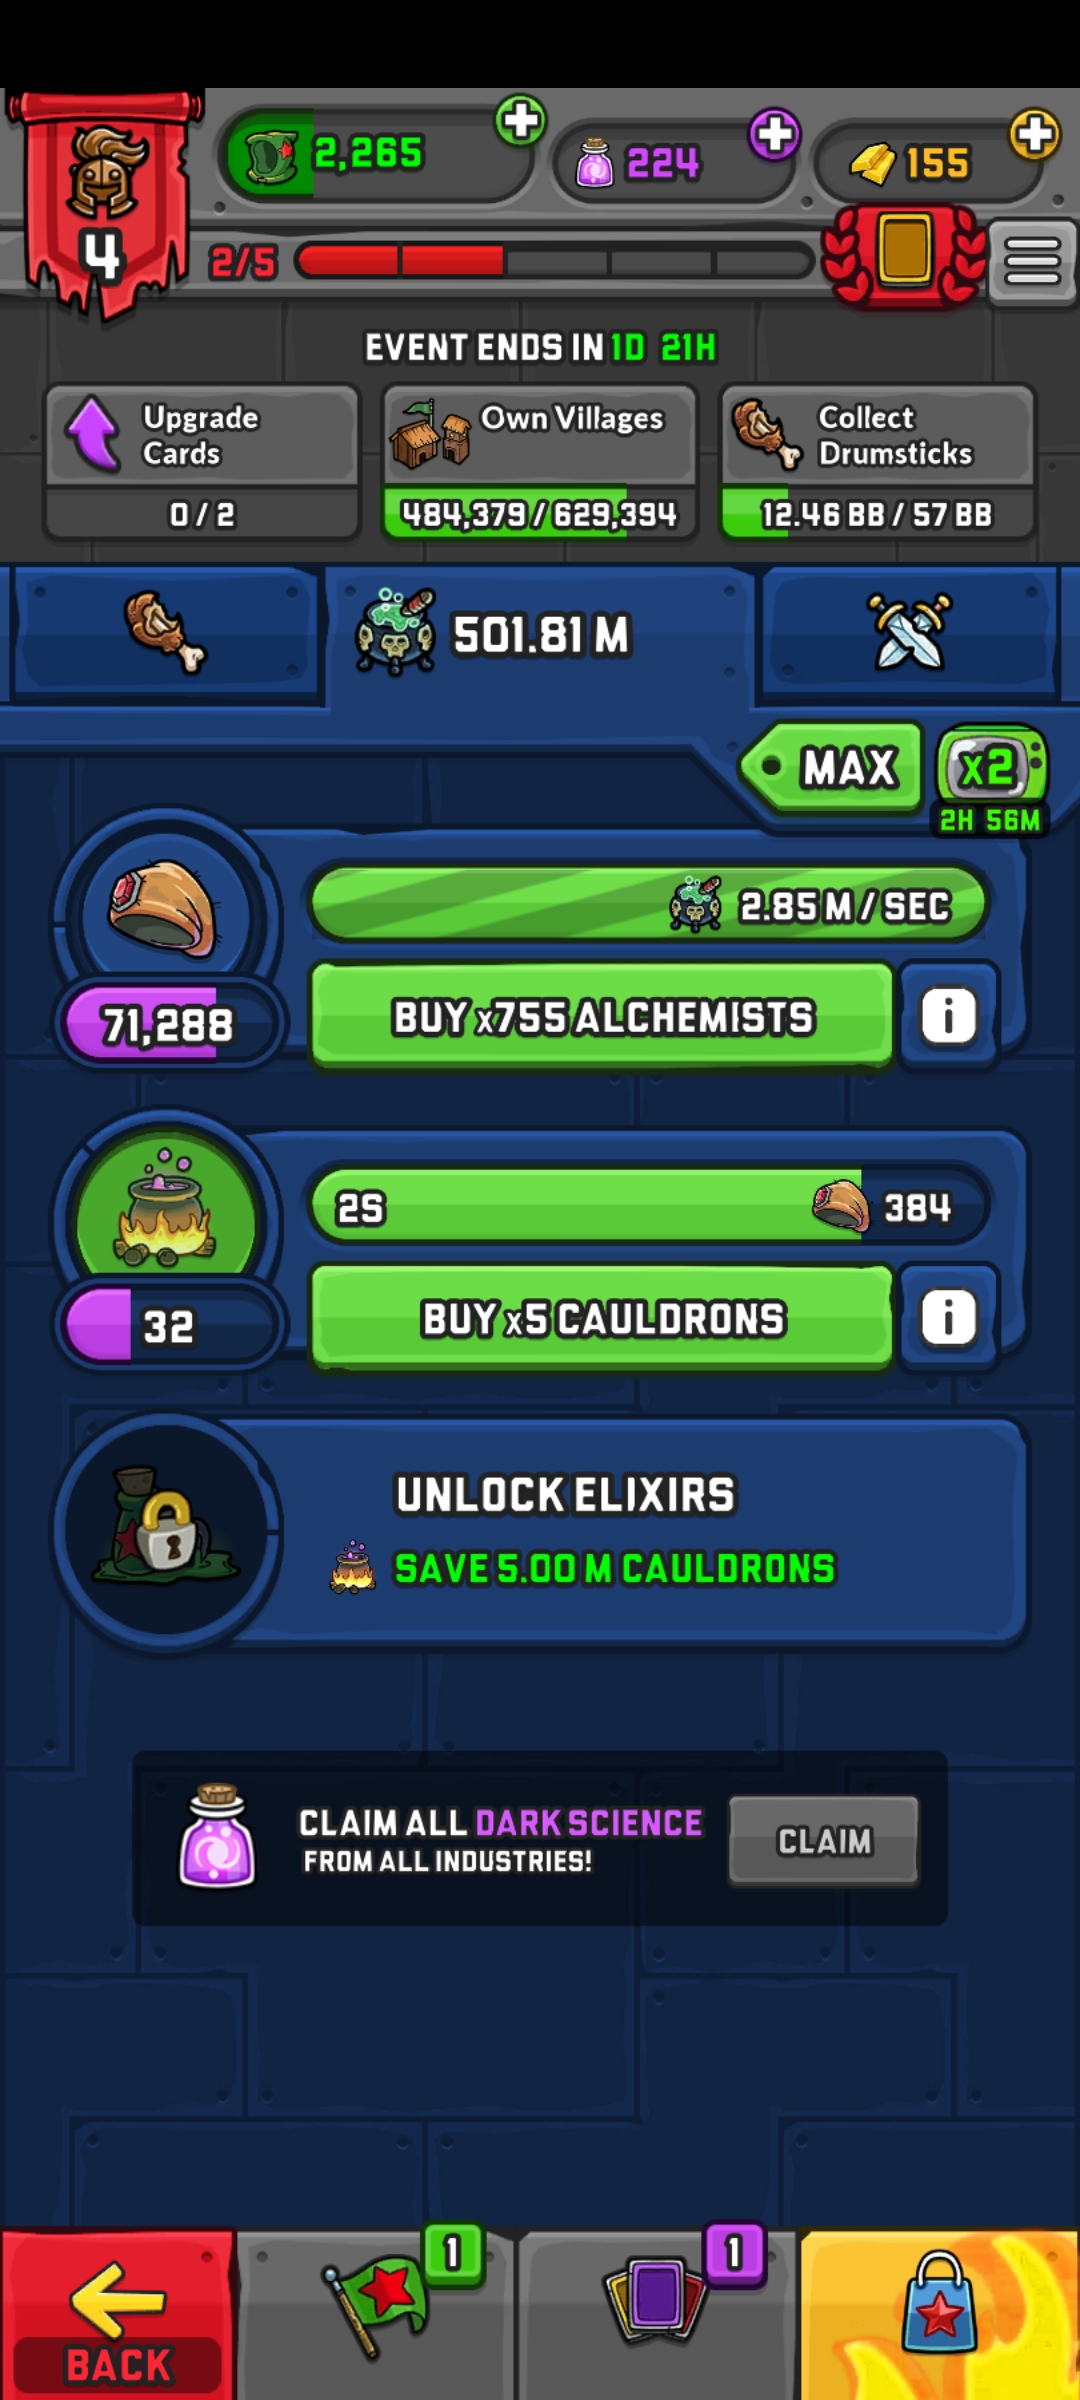 2,265
224
155
4
2/5
EVENT ENDS IN 1D 21H
Upgrade
Cards
0 / 2
Own Villages
484,379 / 629,394
Collect
Drumsticks
12.46 BB / 57 BB
501.81 M
MAX
x2
2H 56M
2.85 M / SEC
71,288
BUY x755 ALCHEMISTS
i
2S
384
32
BUY x5 CAULDRONS
i
UNLOCK ELIXIRS
SAVE 5.00 M CAULDRONS
CLAIM ALL DARK SCIENCE
FROM ALL INDUSTRIES!
CLAIM
1
1
BACK